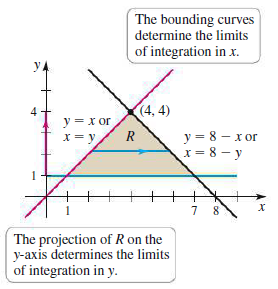 The bounding curves
determine the limits
of integration in x.
y
4
(4, 4)
y = x or
x = y
R
y = 8 − x or
x = 8 − y
1
1
7
8
x
The projection of R on the
y-axis determines the limits
of integration in y.